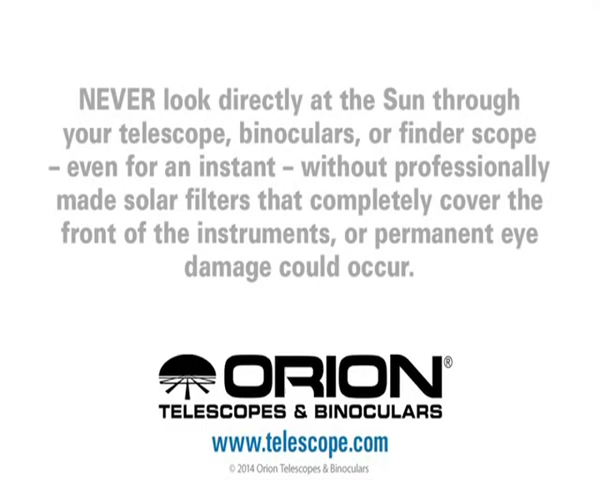 NEVER look directly at the Sun through
your telescope, binoculars, or finder scope
– even for an instant – without professionally
made solar filters that completely cover the
front of the instruments, or permanent eye
damage could occur.
ORION®
TELESCOPES & BINOCULARS
www.telescope.com
© 2014 Orion Telescopes & Binoculars